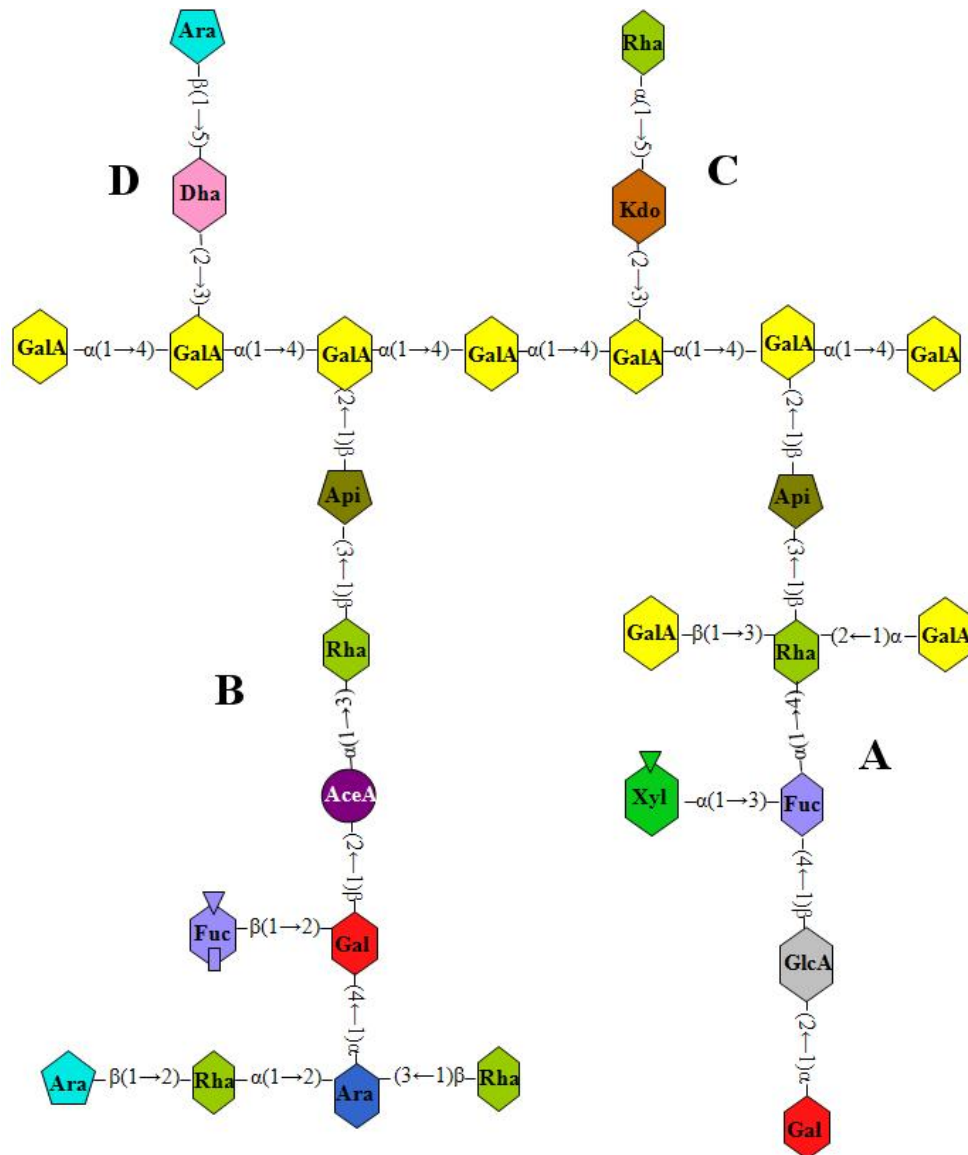 Ara
Rha
β(1→5)
α(1→5)
D
C
Dha
Kdo
(2→3)
(2→3)
GalA α(1→4) GalA α(1→4) GalA α(1→4) GalA α(1→4) GalA α(1→4) GalA α(1→4) GalA
(2←1)β
(2←1)β
Api
Api
(3←1)β
(3←1)β
Rha
GalA β(1→3) Rha (2←1)α GalA
B
(3←1)α
(4←1)α
A
AceA
Xyl α(1→3) Fuc
(2←1)β
(4←1)β
Fuc β(1→2) Gal
GlcA
(4←1)α
(2←1)α
Ara β(1→2) Rha α(1→2) Ara (3←1)β Rha
Gal